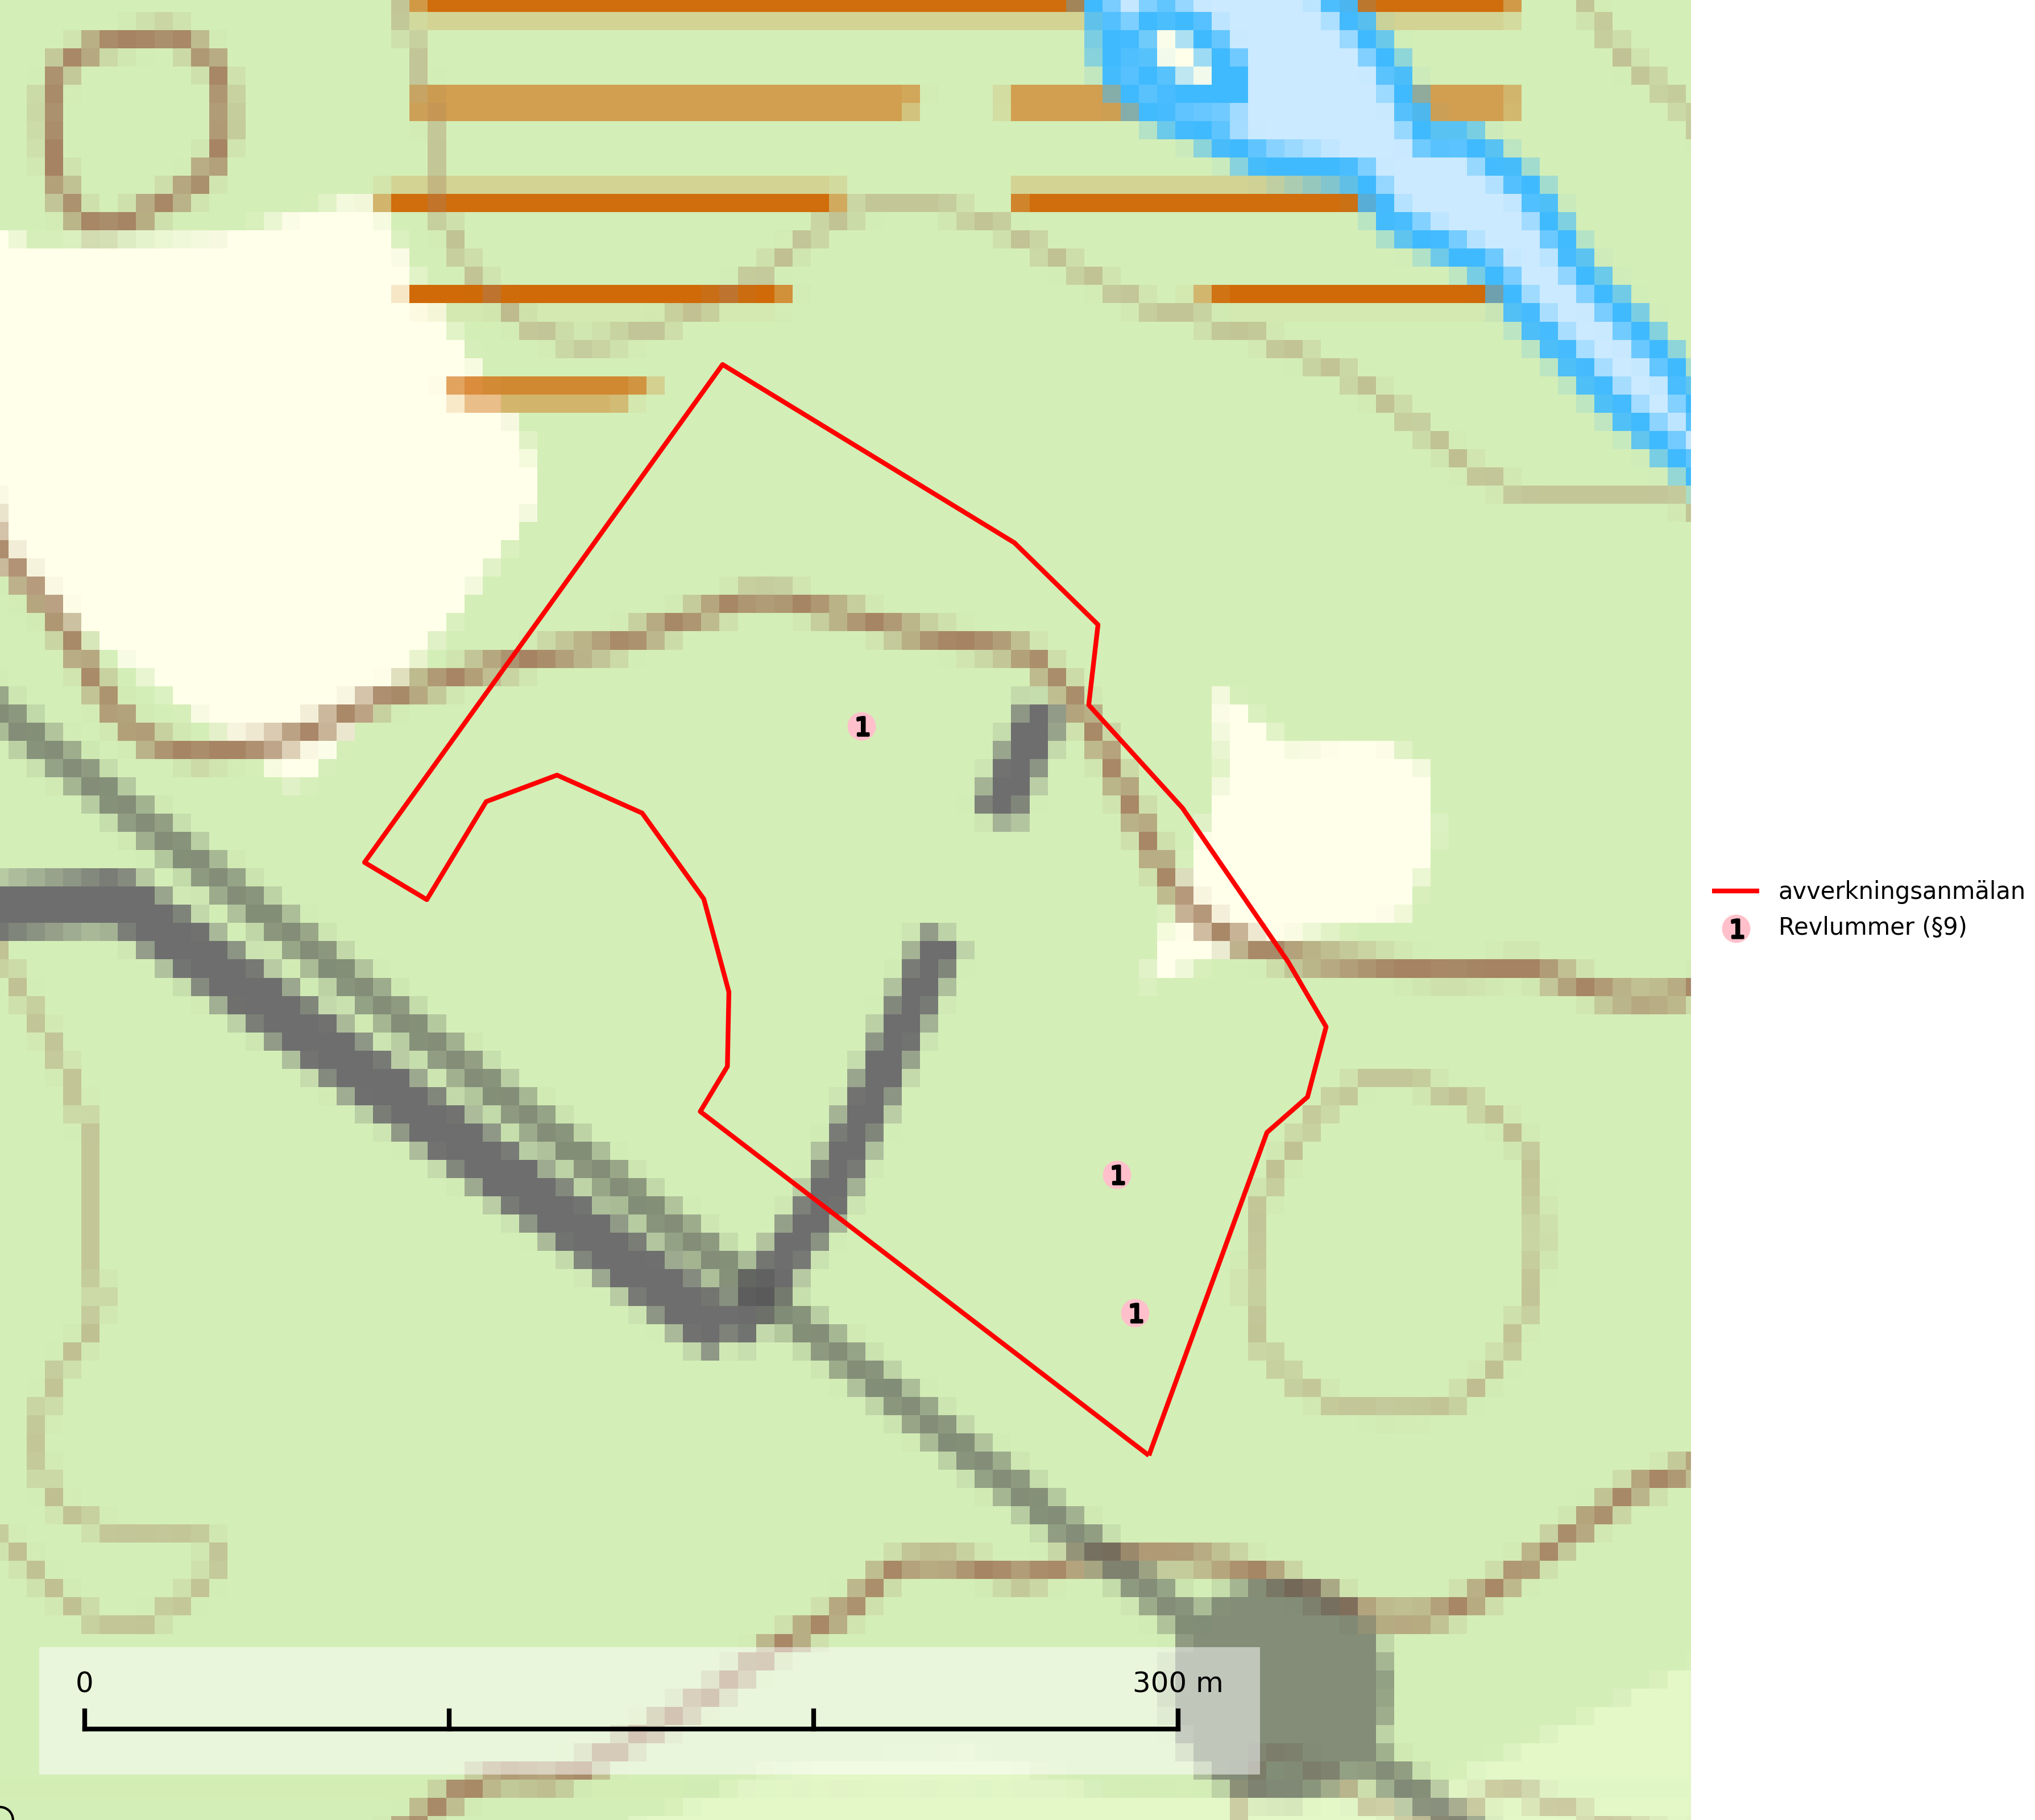 1
1
1
avverkningsanmälan
1 Revlummer (§9)
0 300 m